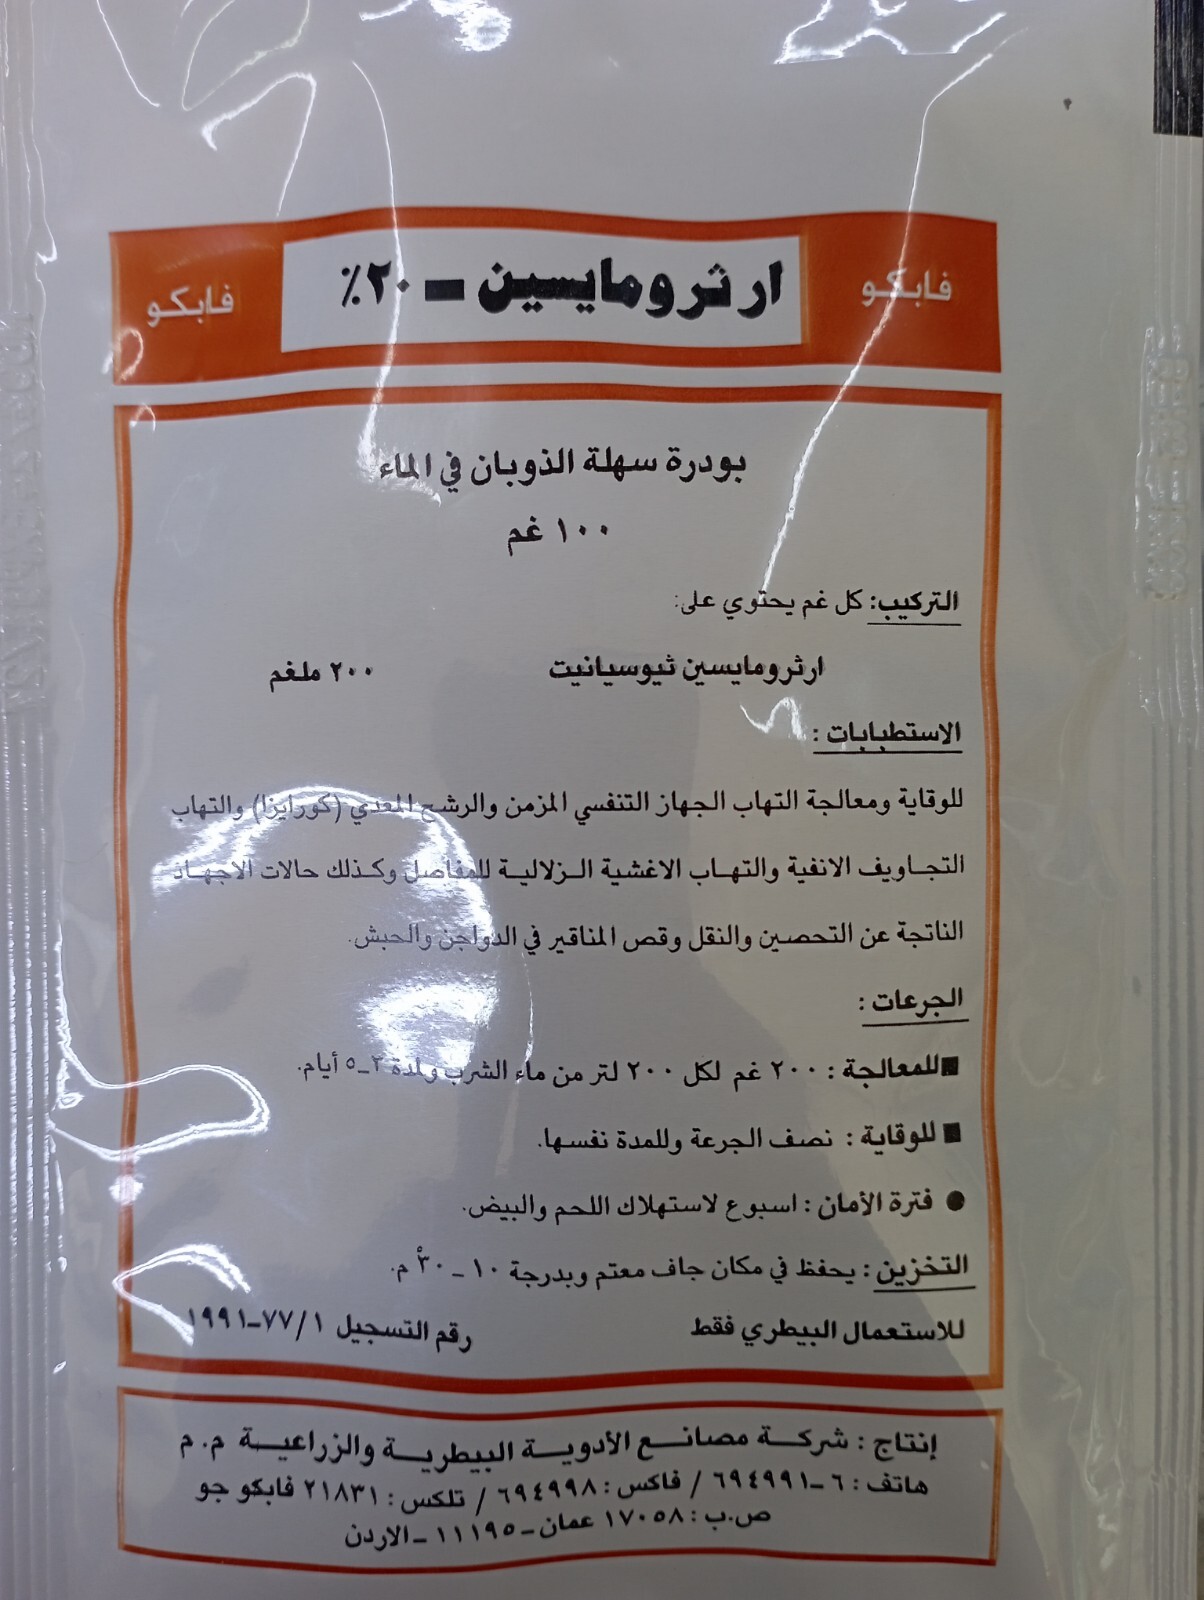 فابكو ارثرومايسين - ٢٠٪ فابكو
بودرة سهلة الذوبان في الماء
١٠٠ غم
التركيب: كل غم يحتوي على:
ارثرومايسين ثيوسيانيت ٢٠٠ ملغم
الاستطبابات :
للوقاية ومعالجة التهاب الجهاز التنفسي المزمن والرشح المعدي (كورايزا) والتهاب
التجاويف الانفية والتهاب الاغشية الزلالية للمفاصل وكذلك حالات الاجهاد
الناتجة عن التحصين والنقل وقص المناقير في الدواجن والحبش.
الجرعات :
■ للمعالجة : ٢٠٠ غم لكل ٢٠٠ لتر من ماء الشرب ولمدة ٣-٥ أيام.
■ للوقاية : نصف الجرعة وللمدة نفسها.
● فترة الأمان : اسبوع لاستهلاك اللحم والبيض.
التخزين : يحفظ في مكان جاف معتم وبدرجة ١٠ - ٣٠ْ م.
للاستعمال البيطري فقط رقم التسجيل ١/٧٧-١٩٩١
إنتاج : شركة مصانع الأدوية البيطرية والزراعية م.م
هاتف : ٦-٦٩٤٩٩١ / فاكس : ٦٩٤٩٩٨ / تلكس : ٢١٨٣١ فابكو جو
ص.ب : ١٧٠٥٨ عمان - ١١١٩٥ - الاردن